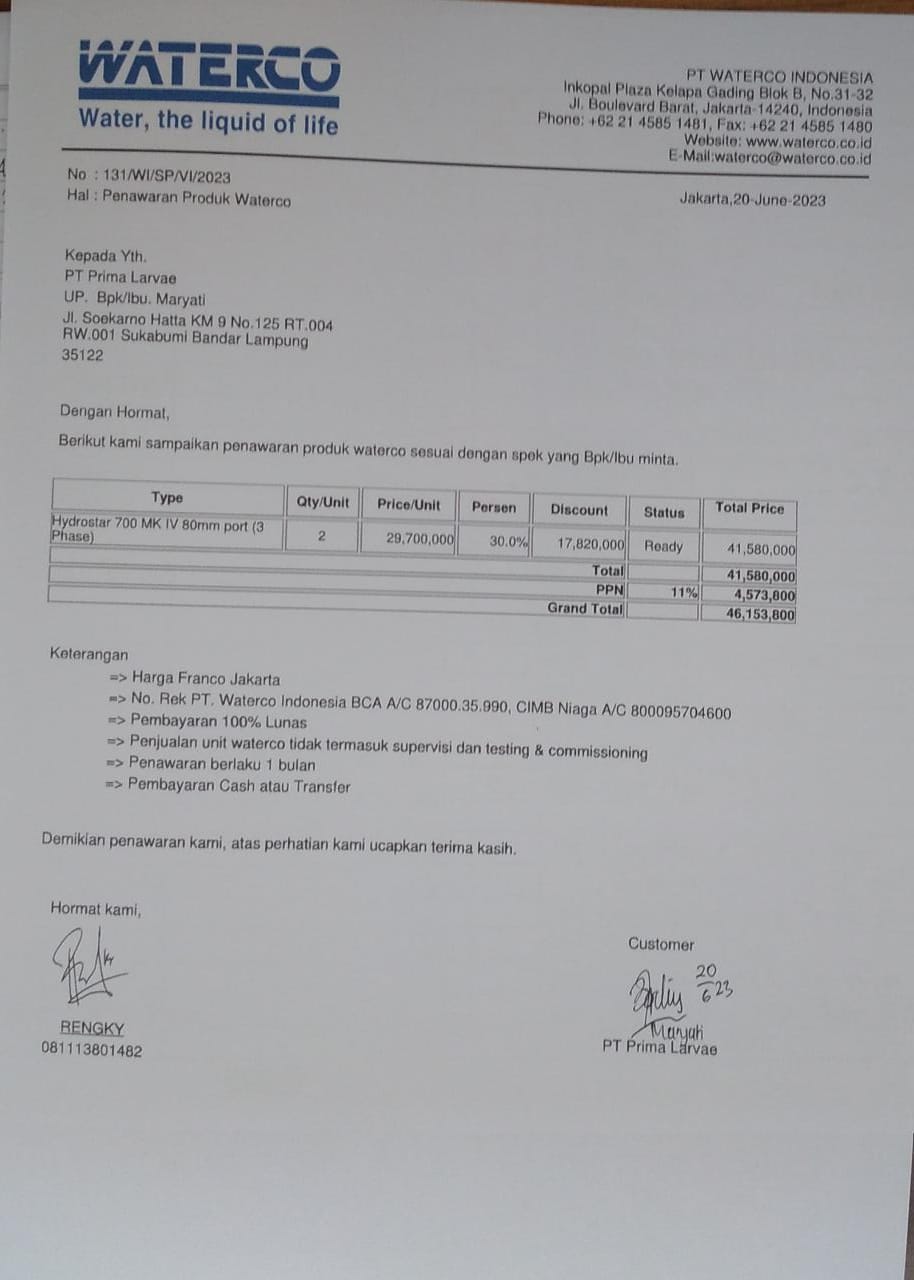 WATERCO
Water, the liquid of life
PT WATERCO INDONESIA
Inkopal Plaza Kelapa Gading Blok B, No.31-32
Jl. Boulevard Barat, Jakarta-14240, Indonesia
Phone: +62 21 4585 1481, Fax: +62 21 4585 1480
Website: www.waterco.co.id
E-Mail:waterco@waterco.co.id
No : 131/WI/SP/VI/2023
Hal : Penawaran Produk Waterco
Jakarta,20-June-2023
Kepada Yth.
PT Prima Larvae
UP. Bpk/Ibu. Maryati
Jl. Soekarno Hatta KM 9 No.125 RT.004
RW.001 Sukabumi Bandar Lampung
35122
Dengan Hormat,
Berikut kami sampaikan penawaran produk waterco sesuai dengan spek yang Bpk/Ibu minta.
Type Qty/Unit Price/Unit Persen Discount Status Total Price
Hydrostar 700 MK IV 80mm port (3
Phase) 2 29,700,000 30.0% 17,820,000 Ready 41,580,000
Total 41,580,000
PPN 11% 4,573,800
Grand Total 46,153,800
Keterangan
=> Harga Franco Jakarta
=> No. Rek PT. Waterco Indonesia BCA A/C 87000.35.990, CIMB Niaga A/C 800095704600
=> Pembayaran 100% Lunas
=> Penjualan unit waterco tidak termasuk supervisi dan testing & commissioning
=> Penawaran berlaku 1 bulan
=> Pembayaran Cash atau Transfer
Demikian penawaran kami, atas perhatian kami ucapkan terima kasih.
Hormat kami,
RENGKY
081113801482
Customer
20
6 23
Maryati
PT Prima Larvae